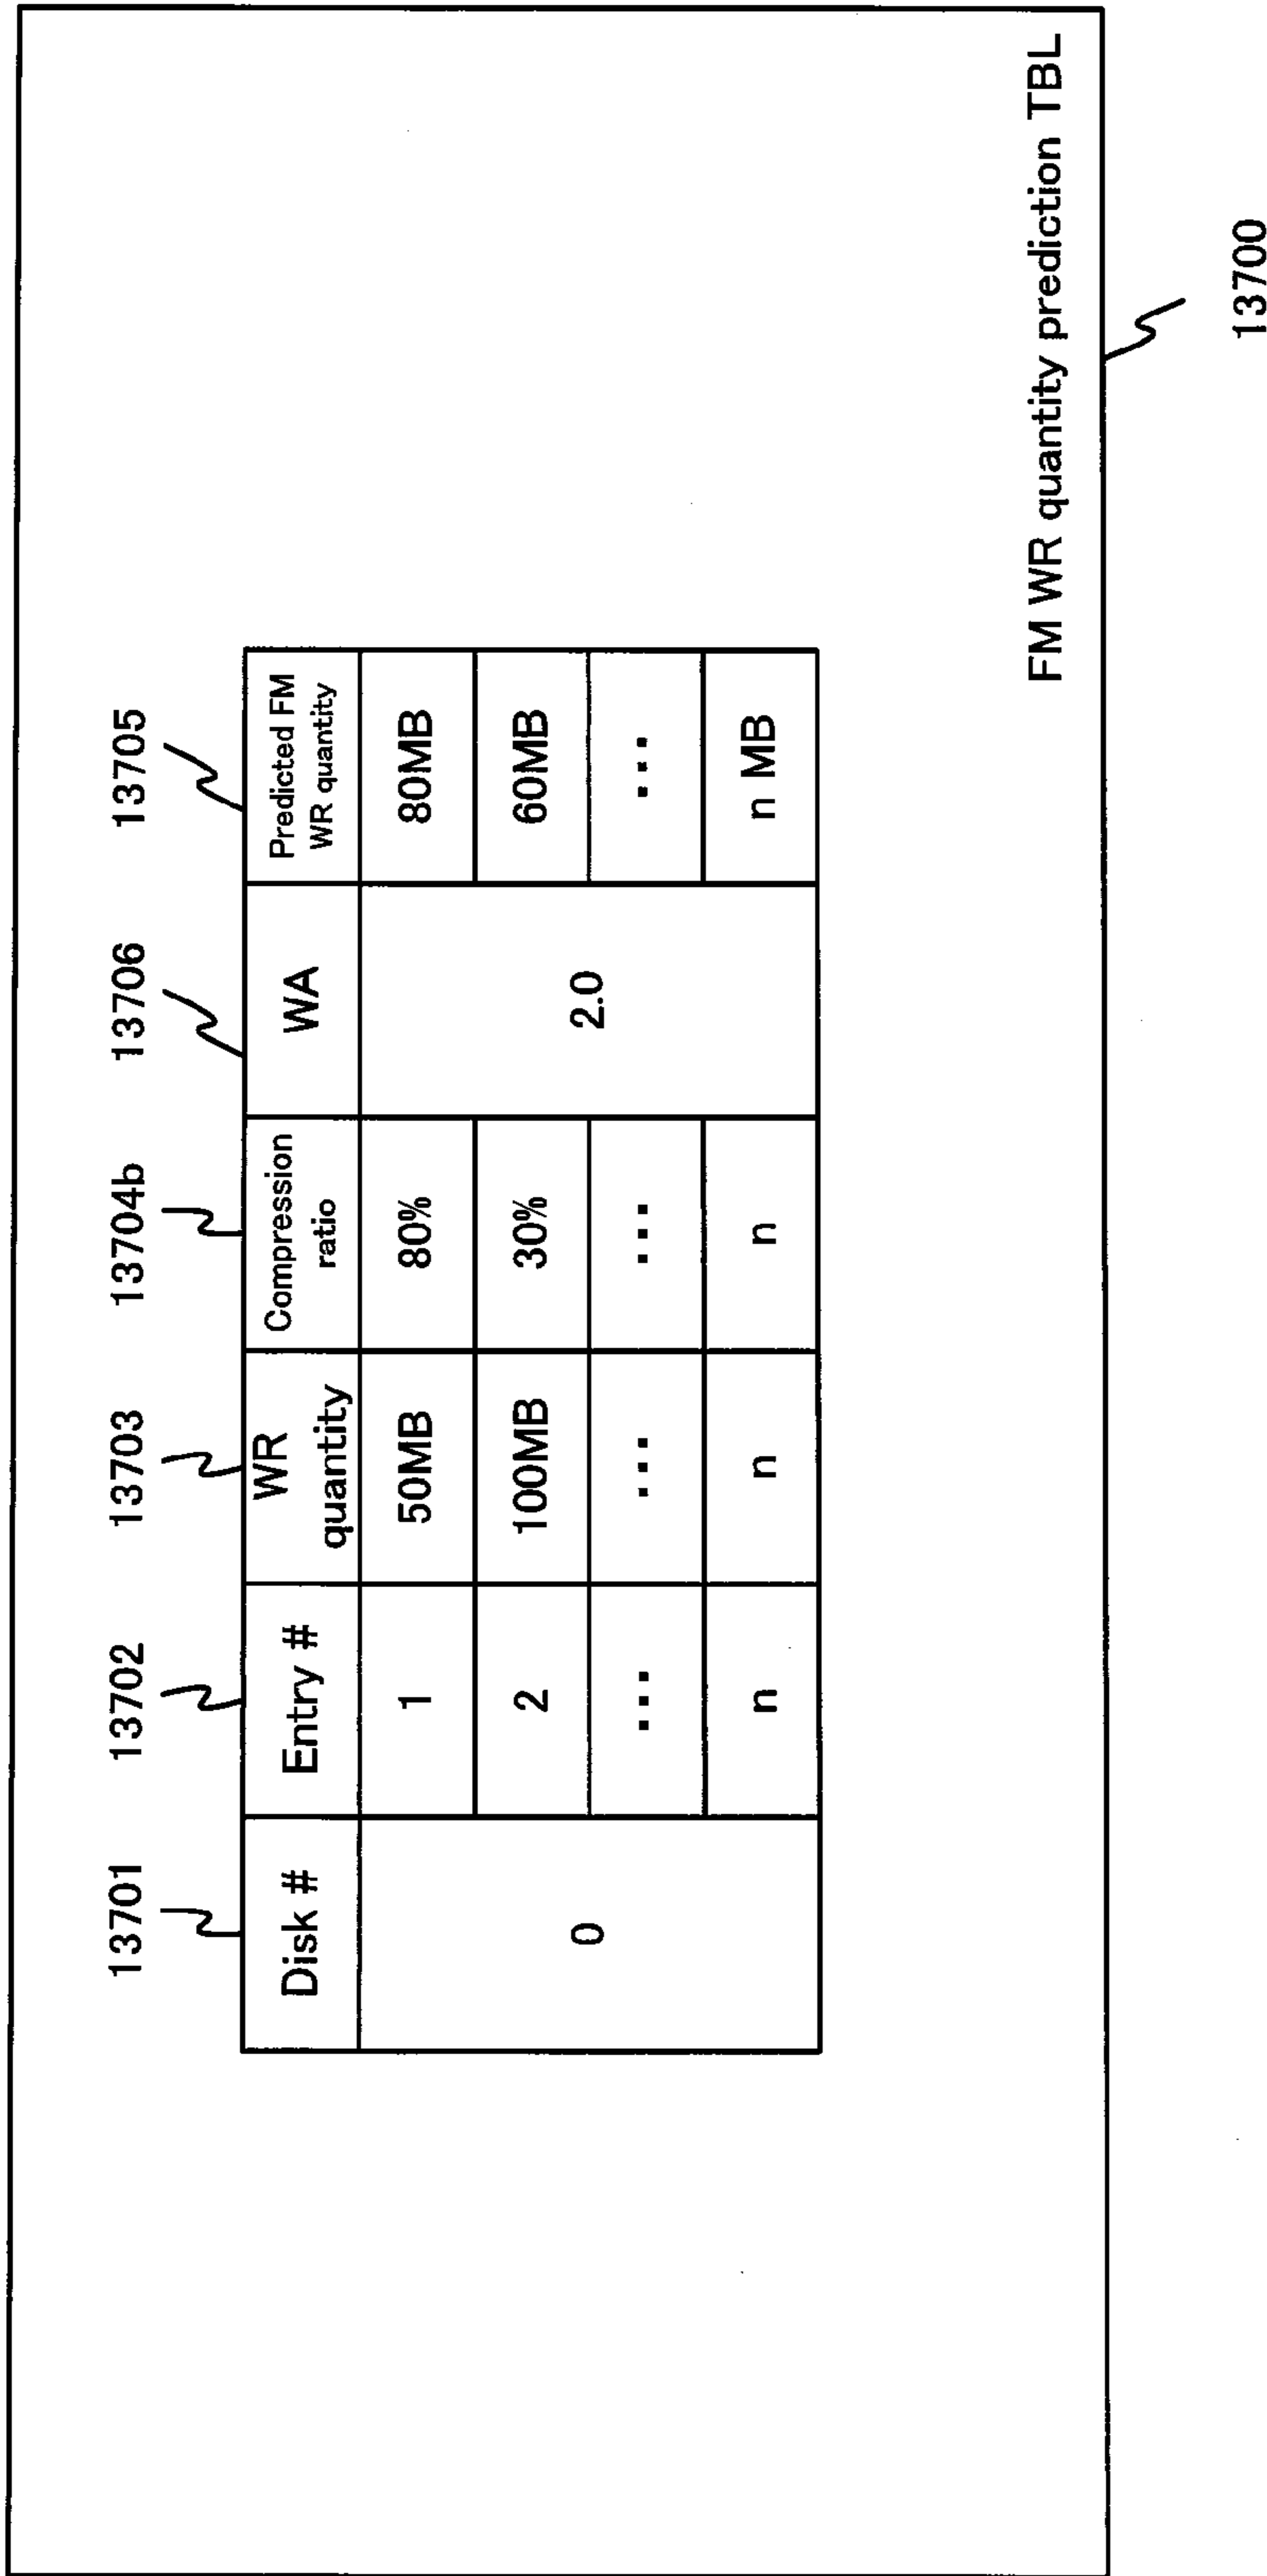 13701 13702 13703 13704b 13706 13705
Disk # Entry # WR quantity Compression ratio WA Predicted FM WR quantity
0 1 50MB 80% 2.0 80MB
2 100MB 30% 60MB
... ... ... ...
n n n n MB
FM WR quantity prediction TBL
13700